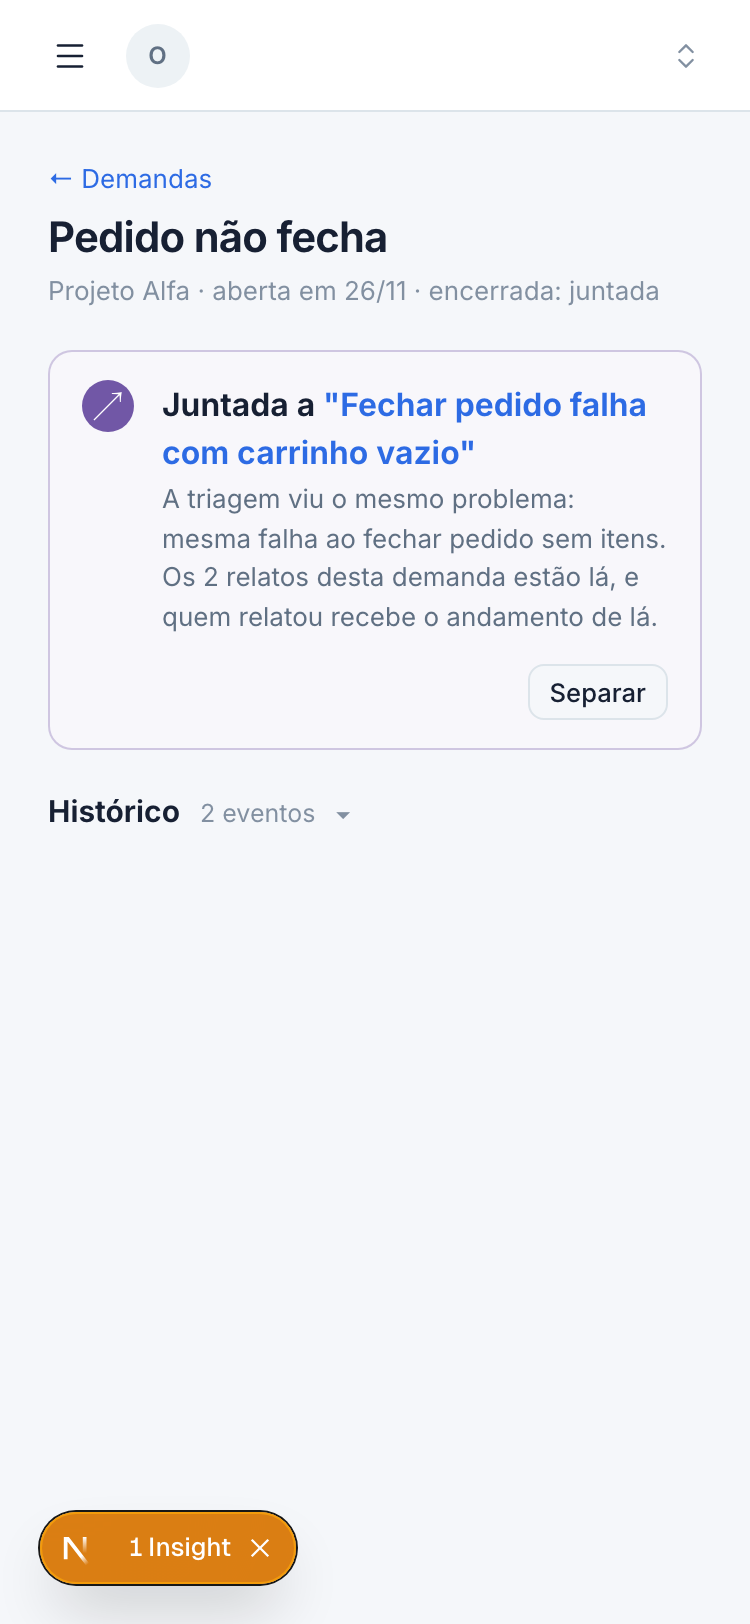 O
← Demandas
Pedido não fecha
Projeto Alfa · aberta em 26/11 · encerrada: juntada
Juntada a "Fechar pedido falha
com carrinho vazio"
A triagem viu o mesmo problema:
mesma falha ao fechar pedido sem itens.
Os 2 relatos desta demanda estão lá, e
quem relatou recebe o andamento de lá.
Separar
Histórico 2 eventos
N 1 Insight